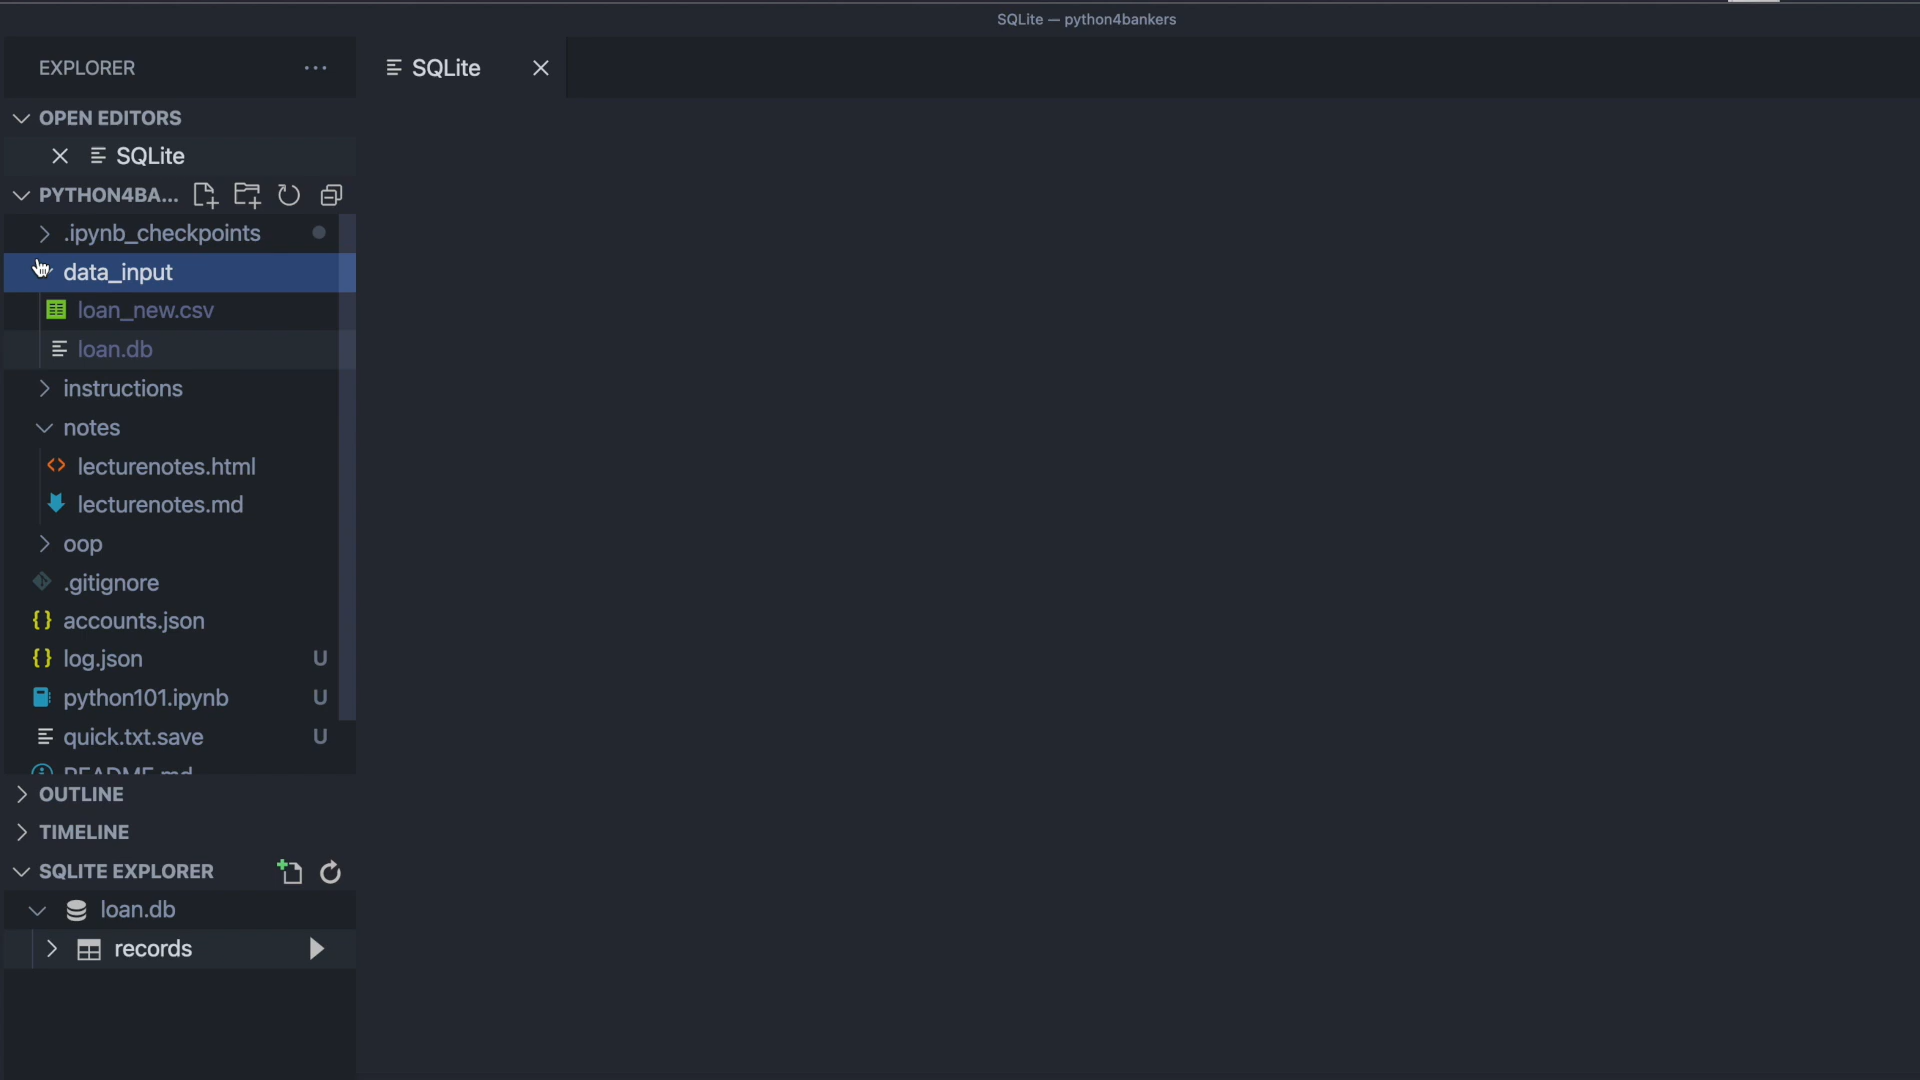 SQLite — python4bankers
EXPLORER
SQLite
OPEN EDITORS
SQLite
PYTHON4BA...
.ipynb_checkpoints
data_input
loan_new.csv
loan.db
instructions
notes
lecturenotes.html
lecturenotes.md
oop
.gitignore
accounts.json
log.json U
python101.ipynb U
quick.txt.save U
README.md
OUTLINE
TIMELINE
SQLITE EXPLORER
loan.db
records